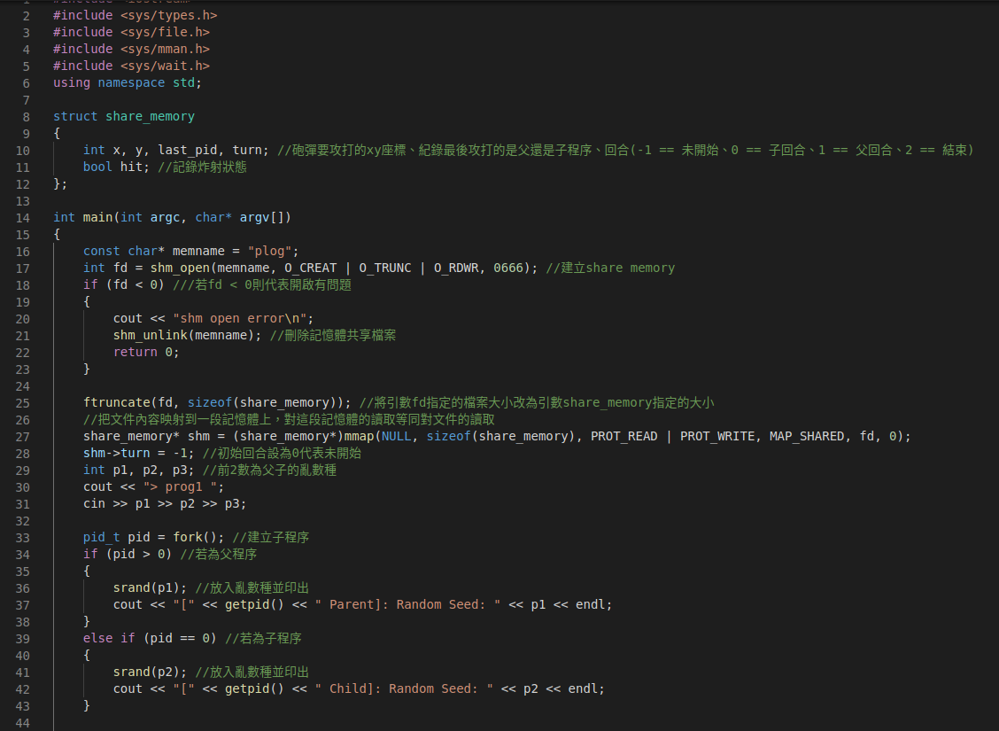 2 #include <sys/types.h>
3 #include <sys/file.h>
4 #include <sys/mman.h>
5 #include <sys/wait.h>
6 using namespace std;
7
8 struct share_memory
9 {
10 int x, y, last_pid, turn; //砲彈要攻打的xy座標、紀錄最後攻打的是父還是子程序、回合(-1 == 未開始、0 == 子回合、1 == 父回合、2 == 結束)
11 bool hit; //記錄炸射狀態
12 };
13
14 int main(int argc, char* argv[])
15 {
16 const char* memname = "plog";
17 int fd = shm_open(memname, O_CREAT | O_TRUNC | O_RDWR, 0666); //建立share memory
18 if (fd < 0) ///若fd < 0則代表開啟有問題
19 {
20 cout << "shm open error\n";
21 shm_unlink(memname); //刪除記憶體共享檔案
22 return 0;
23 }
24
25 ftruncate(fd, sizeof(share_memory)); //將引數fd指定的檔案大小改為引數share_memory指定的大小
26 //把文件內容映射到一段記憶體上，對這段記憶體的讀取等同對文件的讀取
27 share_memory* shm = (share_memory*)mmap(NULL, sizeof(share_memory), PROT_READ | PROT_WRITE, MAP_SHARED, fd, 0);
28 shm->turn = -1; //初始回合設為0代表未開始
29 int p1, p2, p3; //前2數為父子的亂數種
30 cout << "> prog1 ";
31 cin >> p1 >> p2 >> p3;
32
33 pid_t pid = fork(); //建立子程序
34 if (pid > 0) //若為父程序
35 {
36 srand(p1); //放入亂數種並印出
37 cout << "[" << getpid() << " Parent]: Random Seed: " << p1 << endl;
38 }
39 else if (pid == 0) //若為子程序
40 {
41 srand(p2); //放入亂數種並印出
42 cout << "[" << getpid() << " Child]: Random Seed: " << p2 << endl;
43 }
44